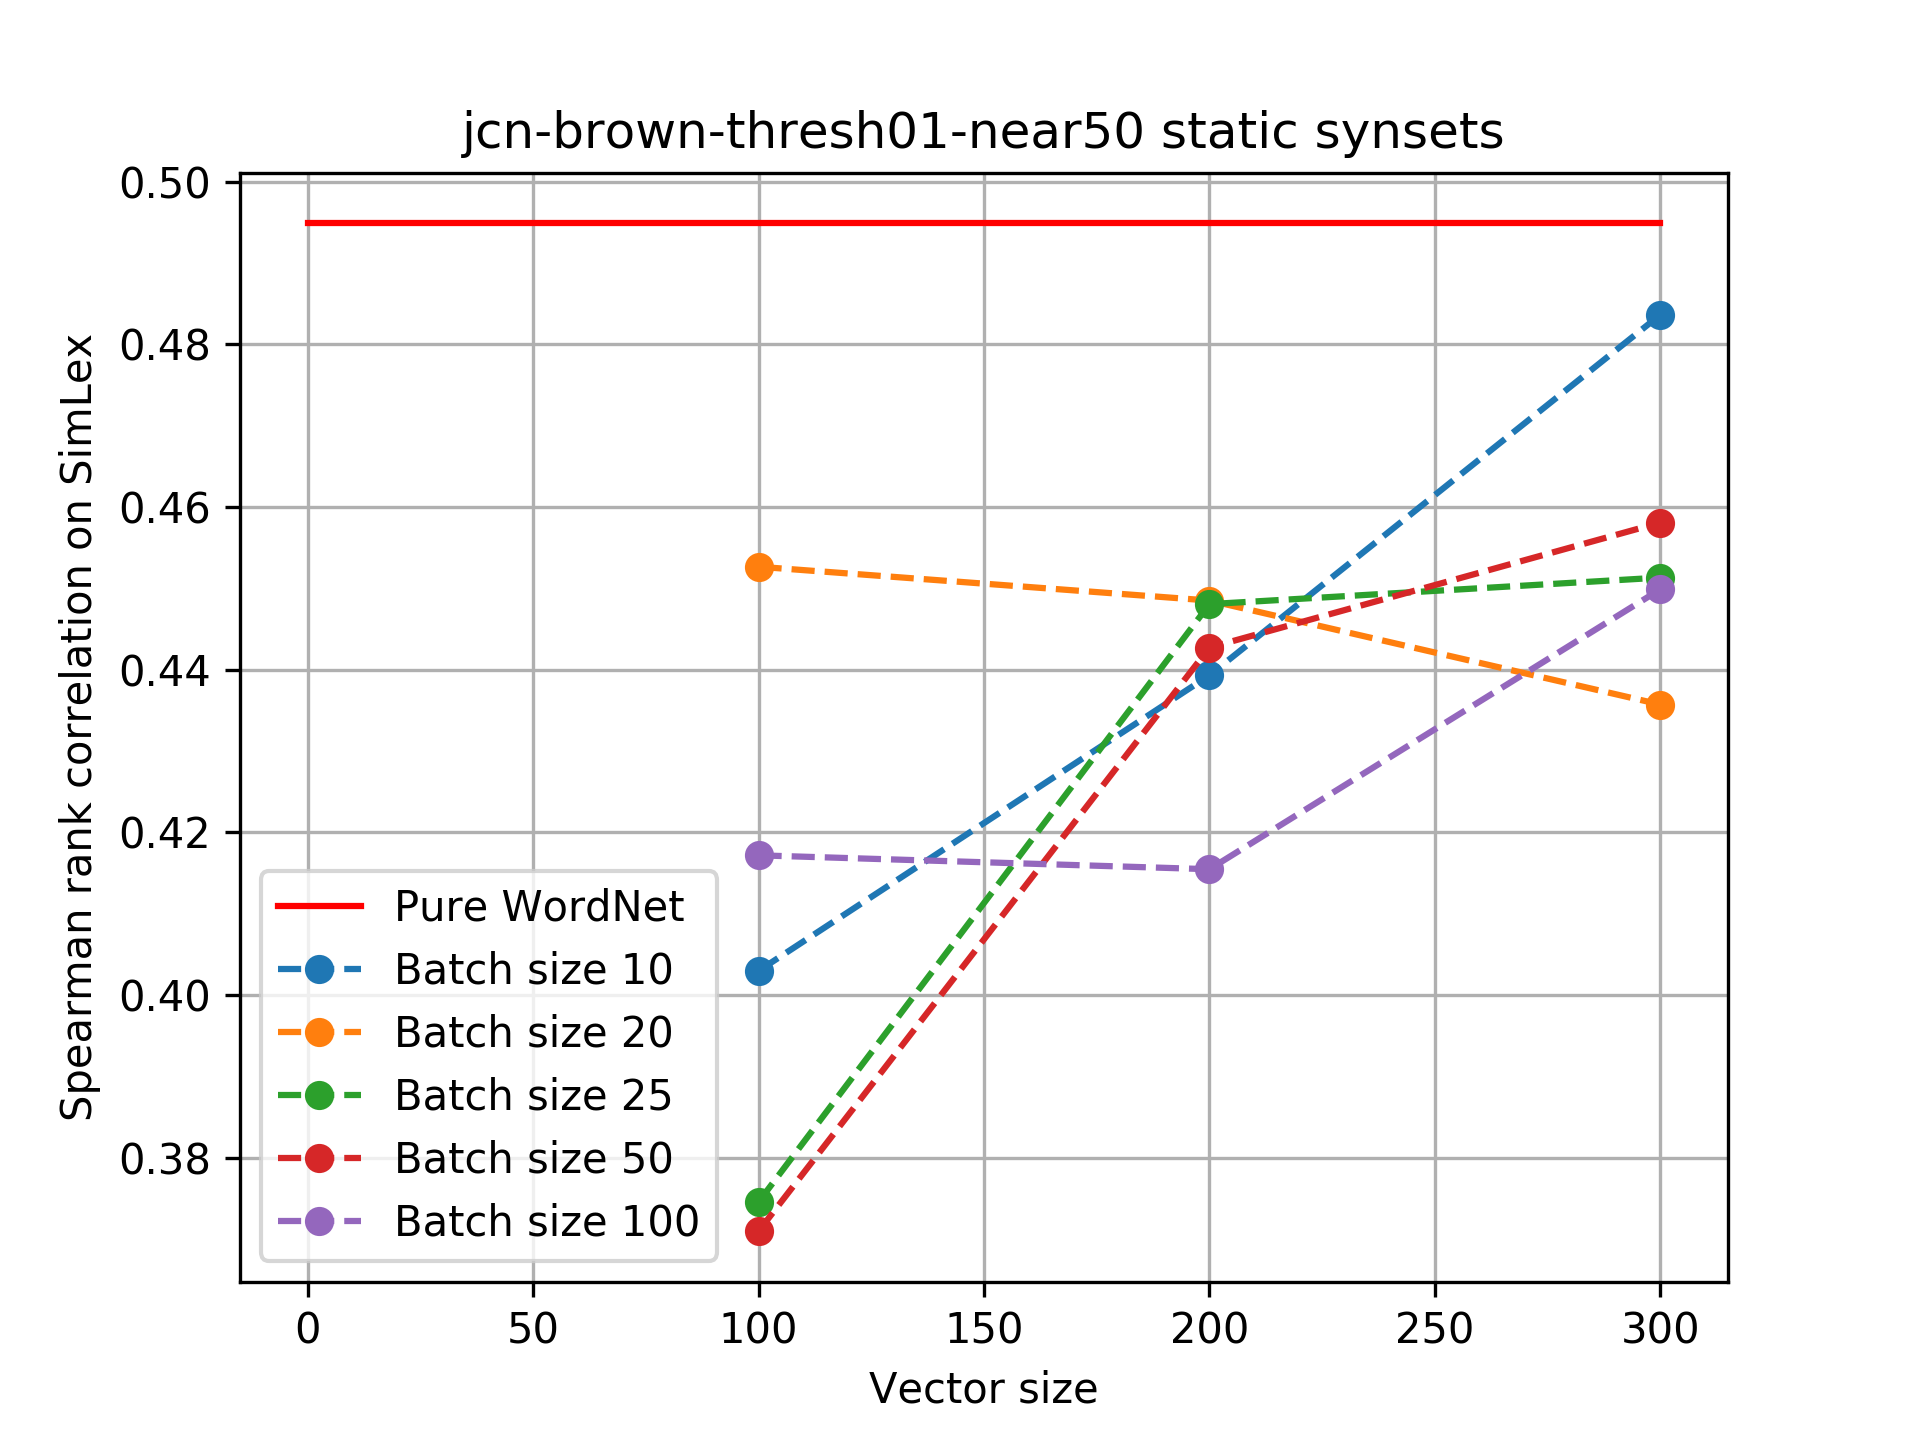 jcn-brown-thresh01-near50 static synsets
Spearman rank correlation on SimLex
0.50
0.48
0.46
0.44
0.42
0.40
0.38
Pure WordNet
Batch size 10
Batch size 20
Batch size 25
Batch size 50
Batch size 100
0 50 100 150 200 250 300
Vector size